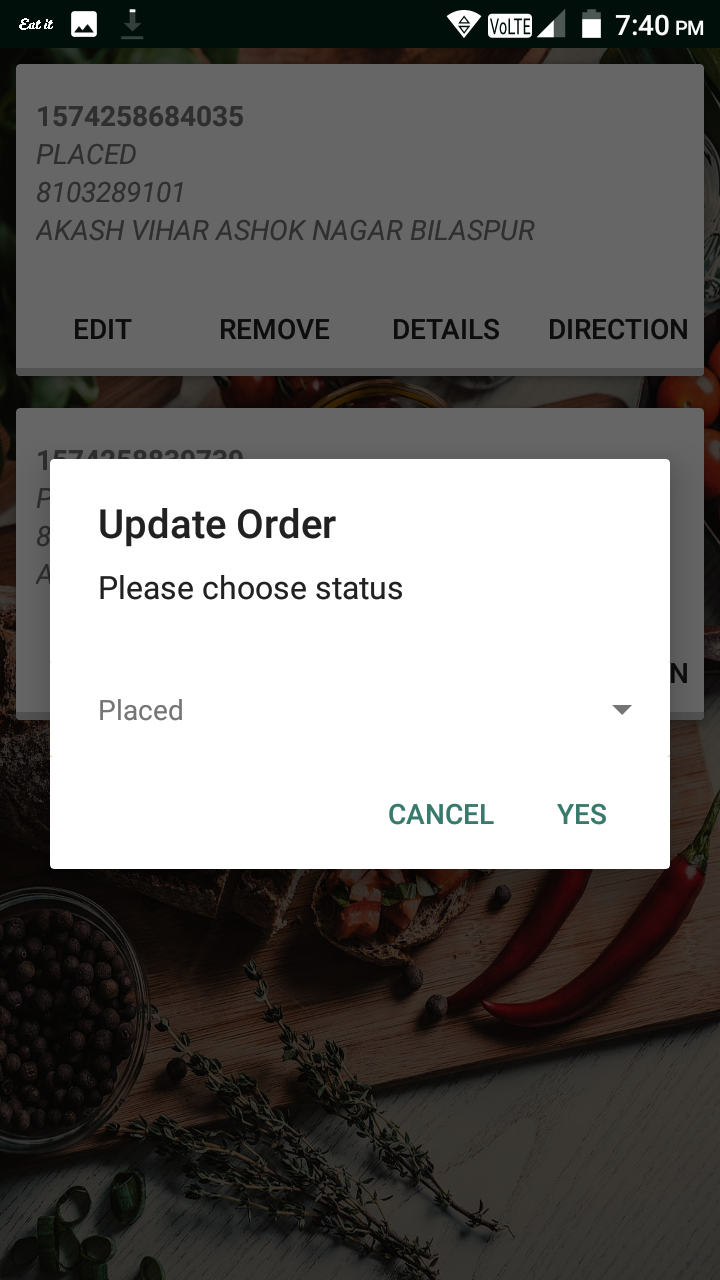 Eat it VoLTE 7:40 PM
1574258684035
PLACED
8103289101
AKASH VIHAR ASHOK NAGAR BILASPUR
EDIT REMOVE DETAILS DIRECTION
1574258839739
P
8
A
N
Update Order
Please choose status
Placed
CANCEL YES